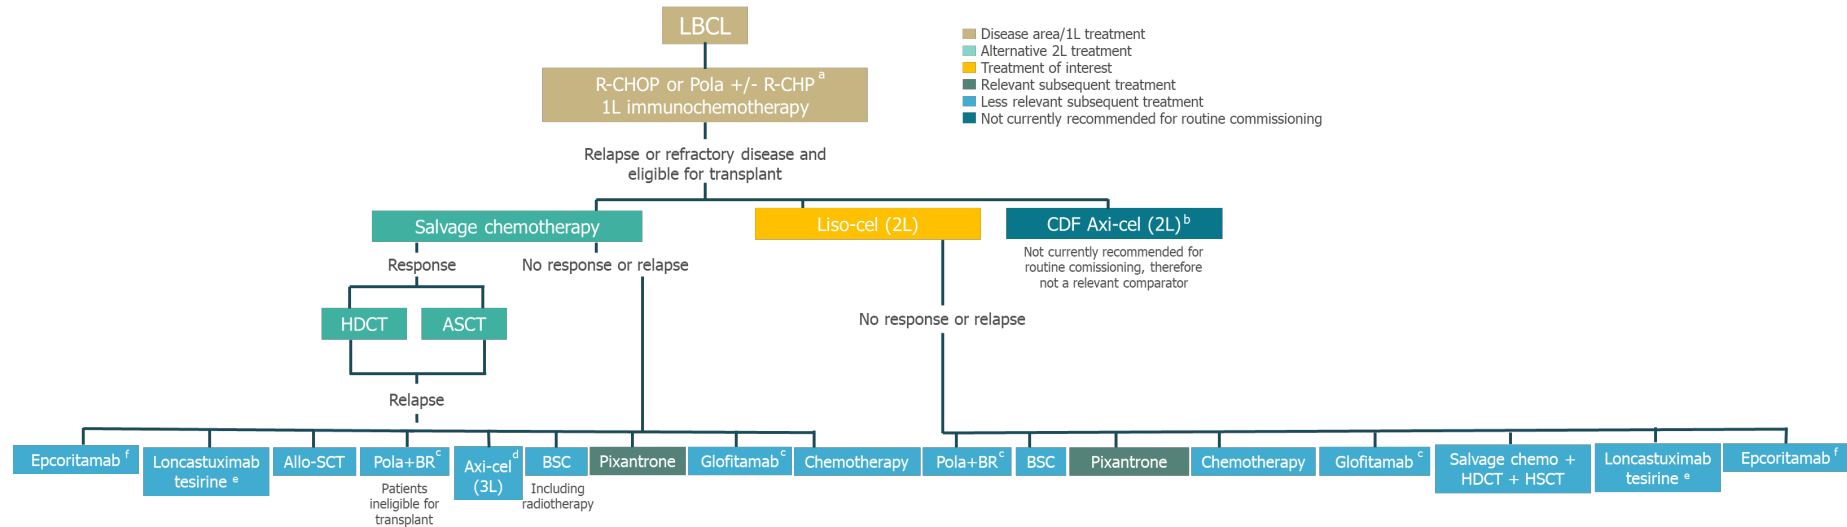 LBCL
R-CHOP or Pola +/- R-CHP a
1L immunochemotherapy
Disease area/1L treatment
Alternative 2L treatment
Treatment of interest
Relevant subsequent treatment
Less relevant subsequent treatment
Not currently recommended for routine commissioning
Relapse or refractory disease and
eligible for transplant
Salvage chemotherapy
Liso-cel (2L)
CDF Axi-cel (2L) b
Not currently recommended for
routine comissioning, therefore
not a relevant comparator
Response
No response or relapse
HDCT
ASCT
No response or relapse
Relapse
Epcoritamab f
Loncastuximab
tesirine e
Allo-SCT
Pola+BR c
Patients
ineligible for
transplant
Axi-cel d
(3L)
BSC
Including
radiotherapy
Pixantrone
Glofitamab c
Chemotherapy
Pola+BR c
BSC
Pixantrone
Chemotherapy
Glofitamab c
Salvage chemo +
HDCT + HSCT
Loncastuximab
tesirine e
Epcoritamab f